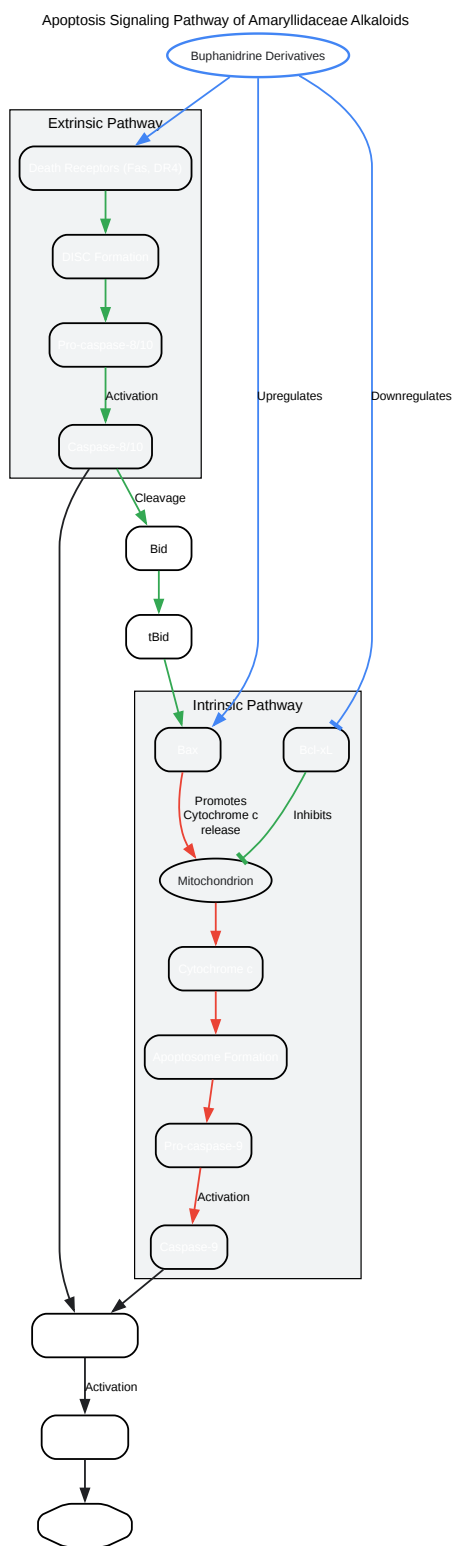 Apoptosis Signaling Pathway of Amaryllidaceae Alkaloids
Buphanidrine Derivatives
Extrinsic Pathway
Death Receptors (Fas, DR4)
DISC Formation
Pro-caspase-8/10
Activation
Upregulates
Downregulates
Caspase-8/10
Cleavage
Bid
tBid
Intrinsic Pathway
Bax
Bcl-xL
Promotes
Cytochrome c
release
Inhibits
Mitochondrion
Cytochrome c
Apoptosome Formation
Pro-caspase-9
Activation
Caspase-9
Activation